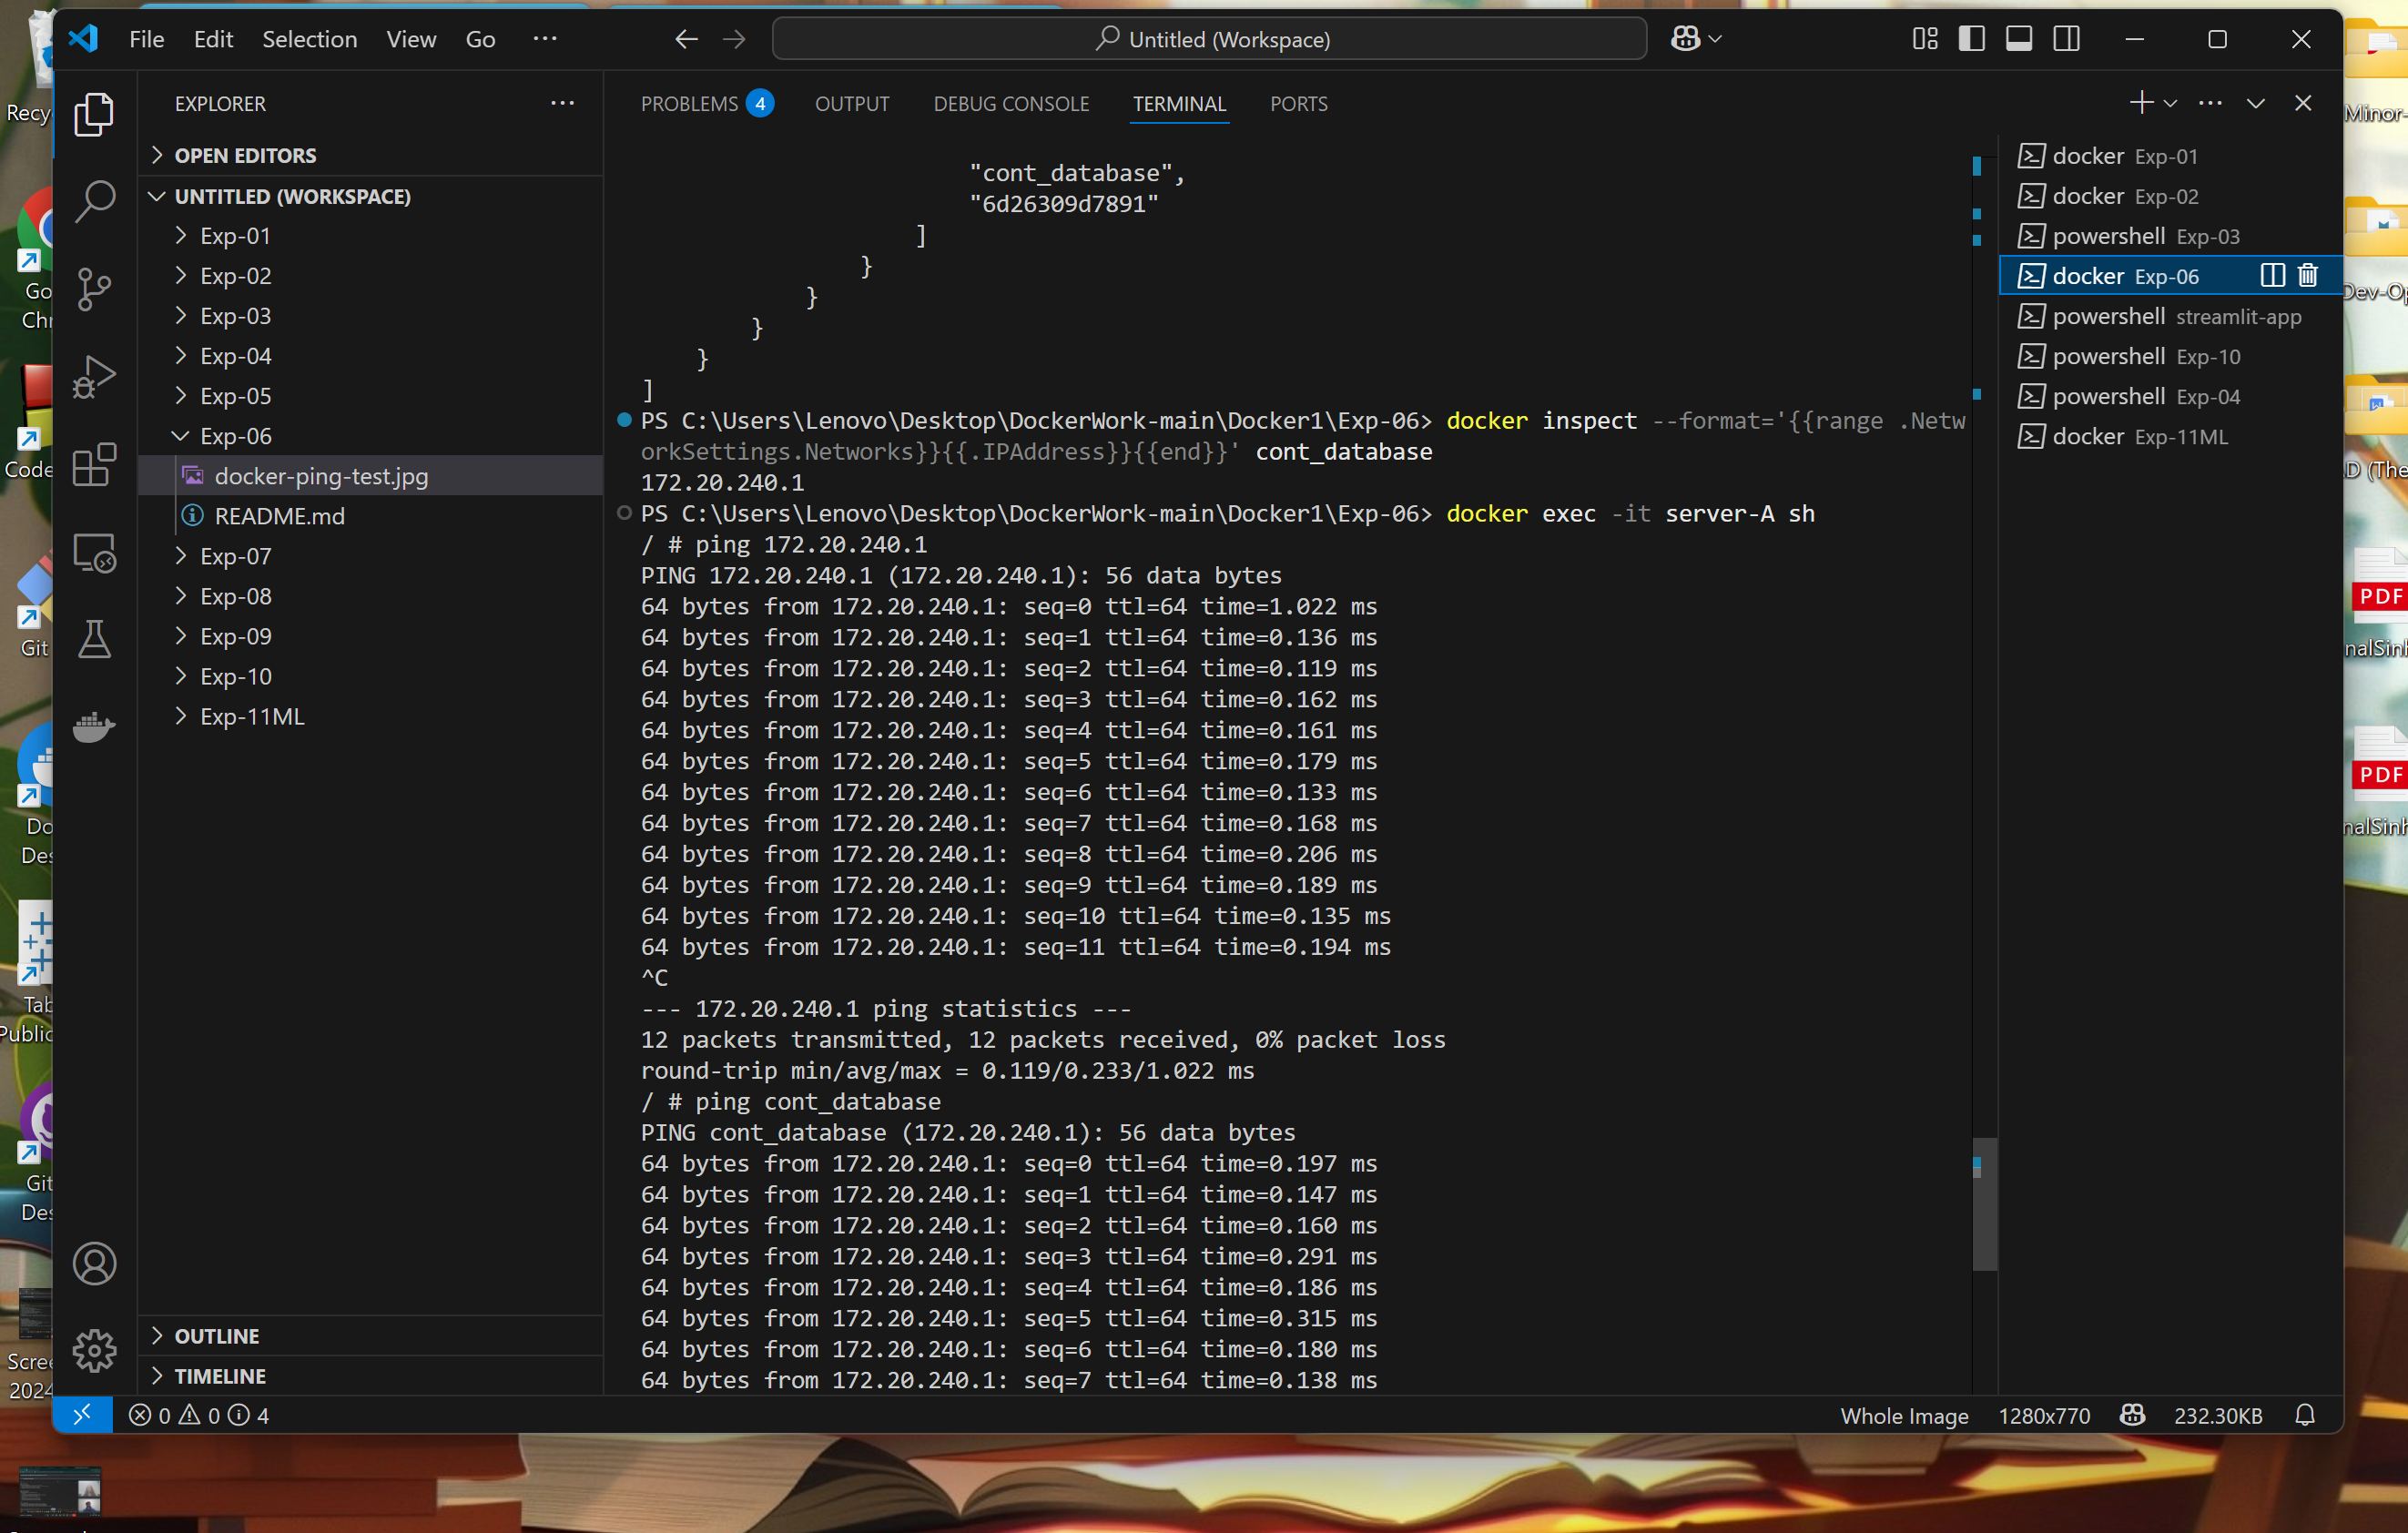 File Edit Selection View Go ··· Untitled (Workspace)
EXPLORER
OPEN EDITORS
UNTITLED (WORKSPACE)
Exp-01
Exp-02
Exp-03
Exp-04
Exp-05
Exp-06
docker-ping-test.jpg
README.md
Exp-07
Exp-08
Exp-09
Exp-10
Exp-11ML
OUTLINE
TIMELINE
PROBLEMS 4 OUTPUT DEBUG CONSOLE TERMINAL PORTS
"cont_database",
"6d26309d7891"
]
}
}
}
}
]
PS C:\Users\Lenovo\Desktop\DockerWork-main\Docker1\Exp-06> docker inspect --format='{{range .Netw
orkSettings.Networks}}{{.IPAddress}}{{end}}' cont_database
172.20.240.1
PS C:\Users\Lenovo\Desktop\DockerWork-main\Docker1\Exp-06> docker exec -it server-A sh
/ # ping 172.20.240.1
PING 172.20.240.1 (172.20.240.1): 56 data bytes
64 bytes from 172.20.240.1: seq=0 ttl=64 time=1.022 ms
64 bytes from 172.20.240.1: seq=1 ttl=64 time=0.136 ms
64 bytes from 172.20.240.1: seq=2 ttl=64 time=0.119 ms
64 bytes from 172.20.240.1: seq=3 ttl=64 time=0.162 ms
64 bytes from 172.20.240.1: seq=4 ttl=64 time=0.161 ms
64 bytes from 172.20.240.1: seq=5 ttl=64 time=0.179 ms
64 bytes from 172.20.240.1: seq=6 ttl=64 time=0.133 ms
64 bytes from 172.20.240.1: seq=7 ttl=64 time=0.168 ms
64 bytes from 172.20.240.1: seq=8 ttl=64 time=0.206 ms
64 bytes from 172.20.240.1: seq=9 ttl=64 time=0.189 ms
64 bytes from 172.20.240.1: seq=10 ttl=64 time=0.135 ms
64 bytes from 172.20.240.1: seq=11 ttl=64 time=0.194 ms
^C
--- 172.20.240.1 ping statistics ---
12 packets transmitted, 12 packets received, 0% packet loss
round-trip min/avg/max = 0.119/0.233/1.022 ms
/ # ping cont_database
PING cont_database (172.20.240.1): 56 data bytes
64 bytes from 172.20.240.1: seq=0 ttl=64 time=0.197 ms
64 bytes from 172.20.240.1: seq=1 ttl=64 time=0.147 ms
64 bytes from 172.20.240.1: seq=2 ttl=64 time=0.160 ms
64 bytes from 172.20.240.1: seq=3 ttl=64 time=0.291 ms
64 bytes from 172.20.240.1: seq=4 ttl=64 time=0.186 ms
64 bytes from 172.20.240.1: seq=5 ttl=64 time=0.315 ms
64 bytes from 172.20.240.1: seq=6 ttl=64 time=0.180 ms
64 bytes from 172.20.240.1: seq=7 ttl=64 time=0.138 ms
docker Exp-01
docker Exp-02
powershell Exp-03
docker Exp-06
powershell streamlit-app
powershell Exp-10
powershell Exp-04
docker Exp-11ML
0 0 4 Whole Image 1280x770 232.30KB
Recy
Go
Chr
Code
Git
Do
Des
Tab
Public
Git
Des
Scree
2024
Minor-
Dev-Op
D (The
PDF
nalSinh
PDF
nalSinh